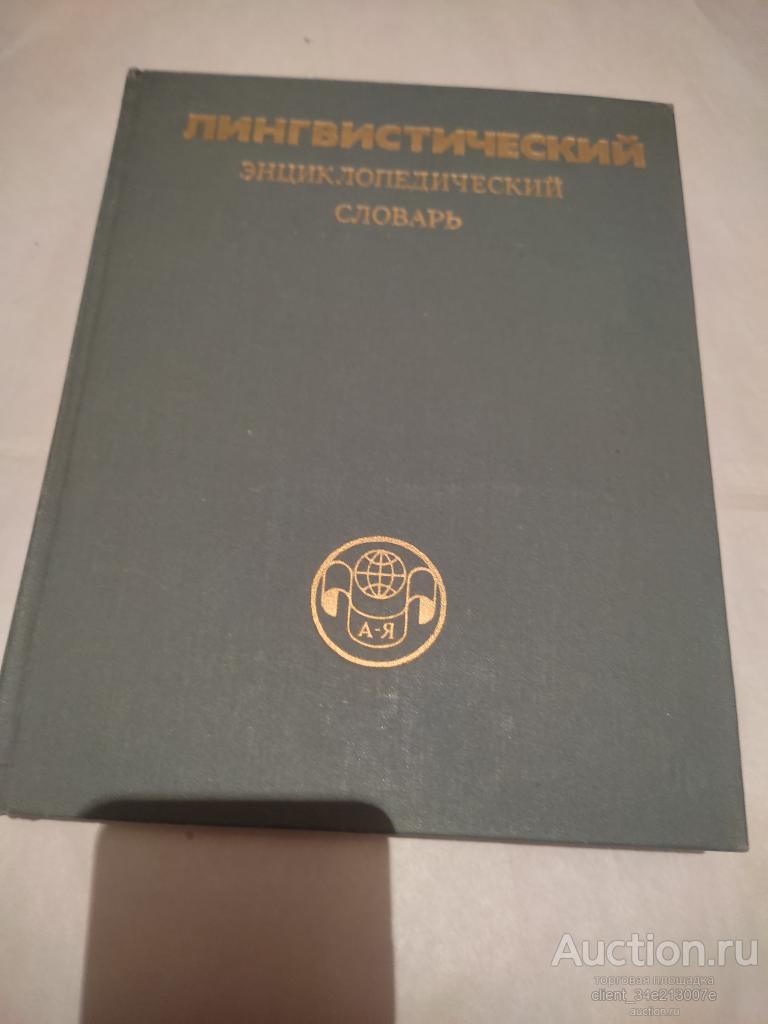 ЛИНГВИСТИЧЕСКИЙ
ЭНЦИКЛОПЕДИЧЕСКИЙ
СЛОВАРЬ
А-Я
Auction.ru
торговая площадка
client_34e213007e
auction.ru